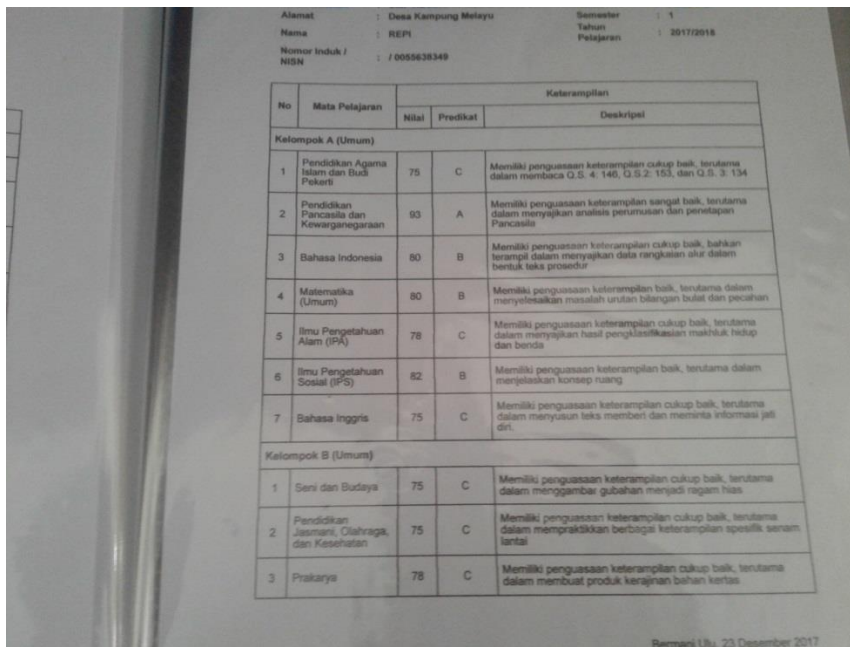 Alamat : Desa Kampung Melayu Semester : 1
Nama : REPI Tahun Pelajaran : 2017/2018
Nomor Induk / NISN : / 0055638349
No Mata Pelajaran Keterampilan
Nilai Predikat Deskripsi
Kelompok A (Umum)
1 Pendidikan Agama Islam dan Budi Pekerti 75 C Memiliki penguasaan keterampilan cukup baik, terutama dalam membaca Q.S. 4: 146, Q.S.2: 153, dan Q.S. 3: 134
2 Pendidikan Pancasila dan Kewarganegaraan 93 A Memiliki penguasaan keterampilan sangat baik, terutama dalam menyajikan analisis perumusan dan penetapan Pancasila
3 Bahasa Indonesia 80 B Memiliki penguasaan keterampilan cukup baik, bahkan terampil dalam menyajikan data rangkaian alur dalam bentuk teks prosedur
4 Matematika (Umum) 80 B Memiliki penguasaan keterampilan baik, terutama dalam menyelesaikan masalah urutan bilangan bulat dan pecahan
5 Ilmu Pengetahuan Alam (IPA) 78 C Memiliki penguasaan keterampilan cukup baik, terutama dalam menyajikan hasil pengklasifikasian makhluk hidup dan benda
6 Ilmu Pengetahuan Sosial (IPS) 82 B Memiliki penguasaan keterampilan baik, terutama dalam menjelaskan konsep ruang
7 Bahasa Inggris 75 C Memiliki penguasaan keterampilan cukup baik, terutama dalam menyusun teks memberi dan meminta informasi jati diri.
Kelompok B (Umum)
1 Seni dan Budaya 75 C Memiliki penguasaan keterampilan cukup baik, terutama dalam menggambar gubahan menjadi ragam hias
2 Pendidikan Jasmani, Olahraga, dan Kesehatan 75 C Memiliki penguasaan keterampilan cukup baik, terutama dalam mempraktikkan berbagai keterampilan spesifik senam lantai
3 Prakarya 78 C Memiliki penguasaan keterampilan cukup baik, terutama dalam membuat produk kerajinan bahan kertas
Bermani Ulu, 23 Desember 2017